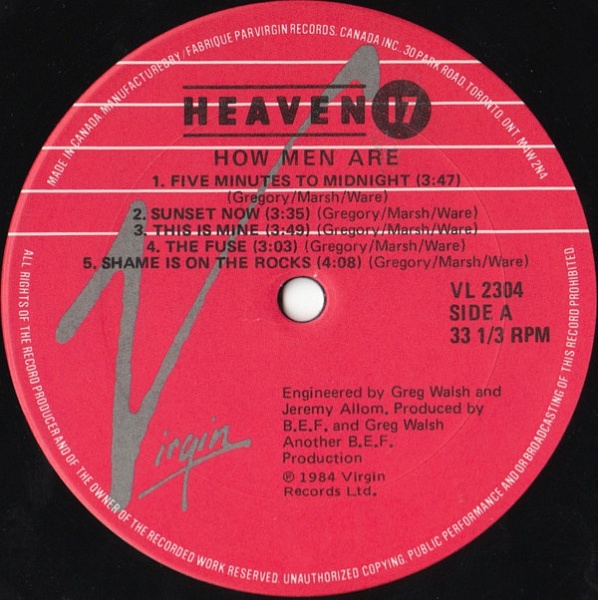 MADE IN CANADA MANUFACTURED BY/FABRIQUE PAR VIRGIN RECORDS. CANADA INC. 30 PARK ROAD, TORONTO, ONT M4W 2N4
HEAVEN 17
HOW MEN ARE
1. FIVE MINUTES TO MIDNIGHT (3:47)
(Gregory/Marsh/Ware)
2. SUNSET NOW (3:35) (Gregory/Marsh/Ware)
3. THIS IS MINE (3:49) (Gregory/Marsh/Ware)
4. THE FUSE (3:03) (Gregory/Marsh/Ware)
5. SHAME IS ON THE ROCKS (4:08) (Gregory/Marsh/Ware)
VL 2304
SIDE A
33 1/3 RPM
Engineered by Greg Walsh and
Jeremy Allom. Produced by
B.E.F. and Greg Walsh
Another B.E.F.
Production
℗ 1984 Virgin
Records Ltd.
Virgin
ALL RIGHTS OF THE RECORD PRODUCER AND OF THE OWNER OF THE RECORDED WORK RESERVED. UNAUTHORIZED COPYING, PUBLIC PERFORMANCE AND/OR BROADCASTING OF THIS RECORD PROHIBITED.